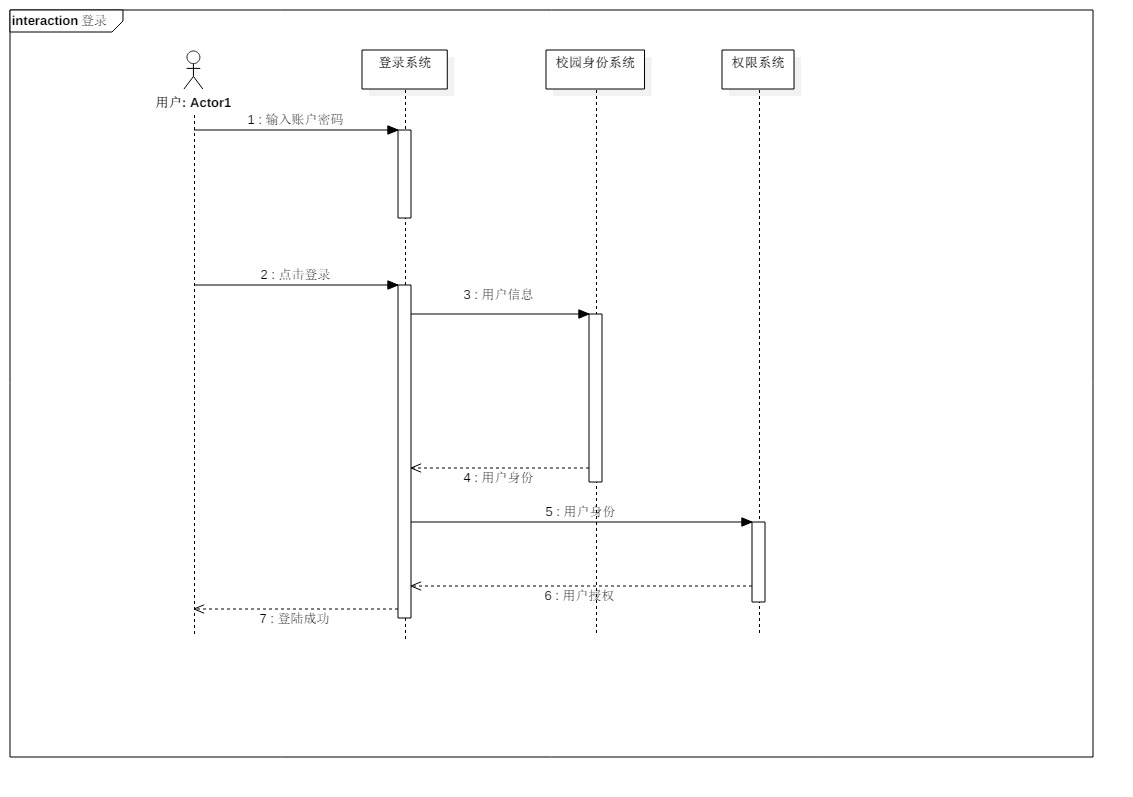 interaction 登录
登录系统
校园身份系统
权限系统
用户: Actor1
1 : 输入账户密码
2 : 点击登录
3 : 用户信息
4 : 用户身份
5 : 用户身份
6 : 用户授权
7 : 登陆成功